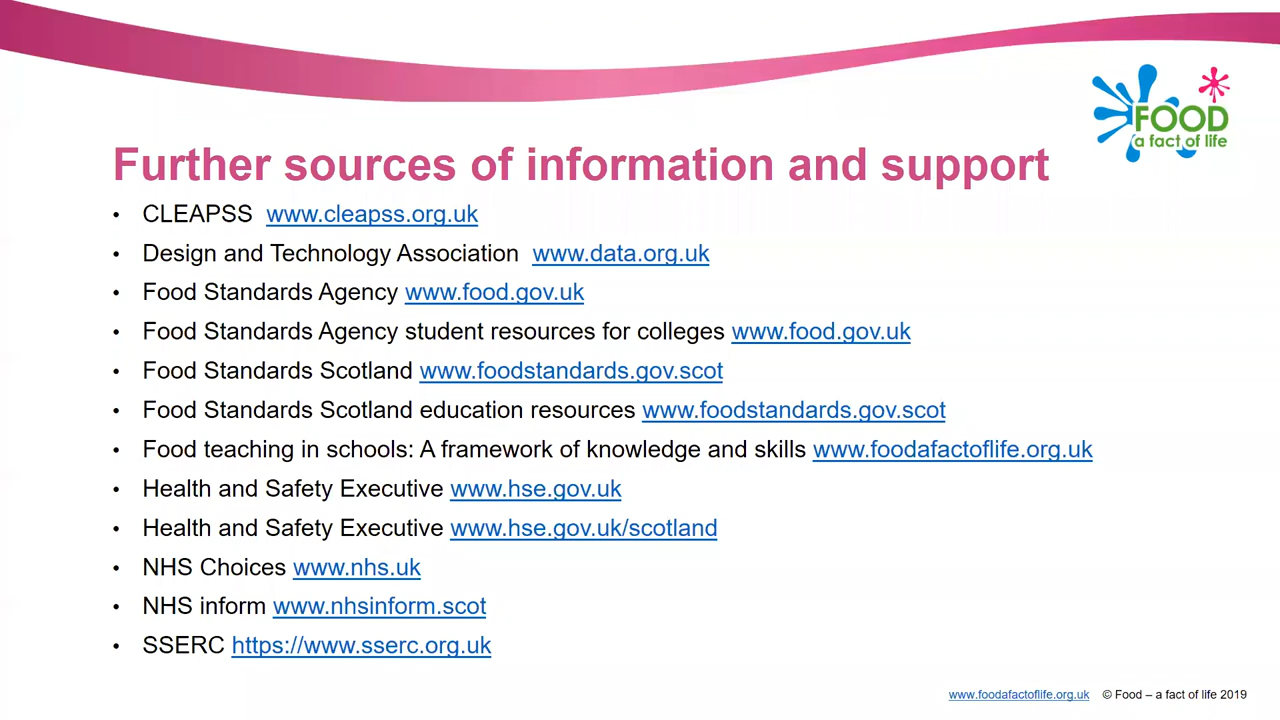 FOOD
a fact of life
Further sources of information and support
• CLEAPSS www.cleapss.org.uk
• Design and Technology Association www.data.org.uk
• Food Standards Agency www.food.gov.uk
• Food Standards Agency student resources for colleges www.food.gov.uk
• Food Standards Scotland www.foodstandards.gov.scot
• Food Standards Scotland education resources www.foodstandards.gov.scot
• Food teaching in schools: A framework of knowledge and skills www.foodafactoflife.org.uk
• Health and Safety Executive www.hse.gov.uk
• Health and Safety Executive www.hse.gov.uk/scotland
• NHS Choices www.nhs.uk
• NHS inform www.nhsinform.scot
• SSERC https://www.sserc.org.uk
www.foodafactoflife.org.uk © Food – a fact of life 2019